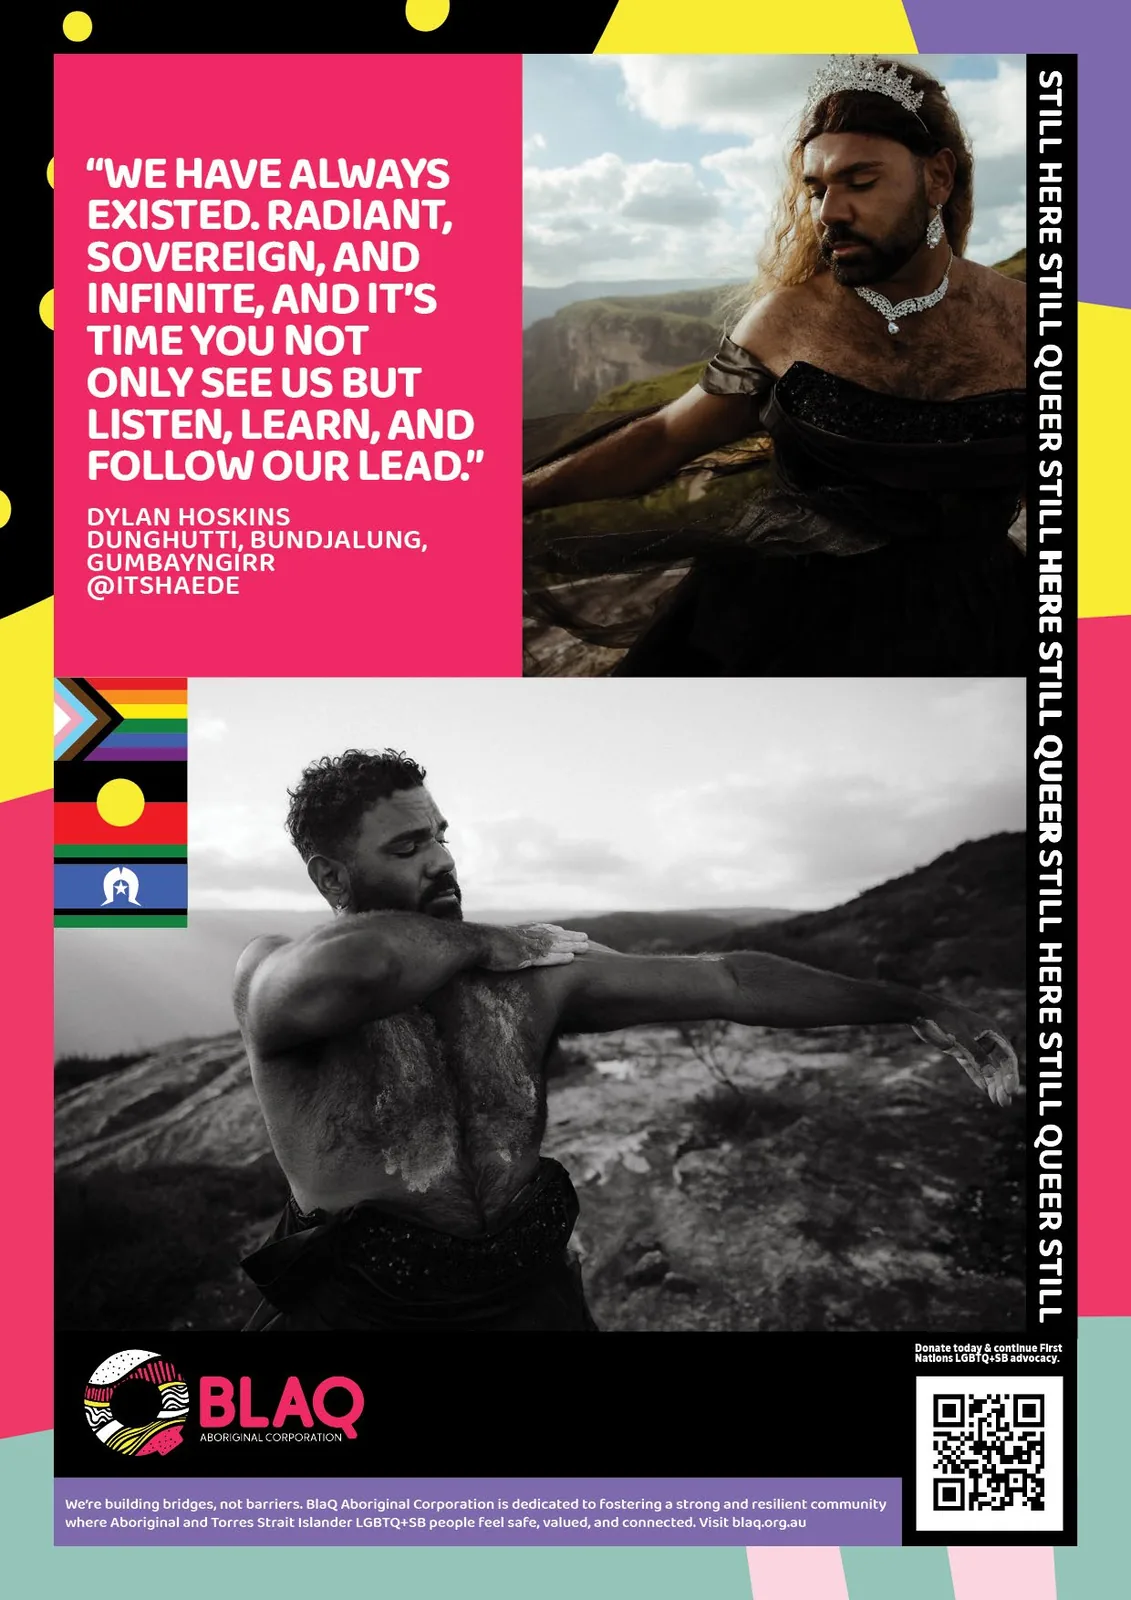 “WE HAVE ALWAYS
EXISTED. RADIANT,
SOVEREIGN, AND
INFINITE, AND IT’S
TIME YOU NOT
ONLY SEE US BUT
LISTEN, LEARN, AND
FOLLOW OUR LEAD.”
DYLAN HOSKINS
DUNGHUTTI, BUNDJALUNG,
GUMBAYNGIRR
@ITSHAEDE
STILL HERE STILL QUEER STILL HERE STILL QUEER STILL HERE STILL QUEER STILL
BLAQ
ABORIGINAL CORPORATION
Donate today & continue First
Nations LGBTQ+SB advocacy.
We’re building bridges, not barriers. BlaQ Aboriginal Corporation is dedicated to fostering a strong and resilient community
where Aboriginal and Torres Strait Islander LGBTQ+SB people feel safe, valued, and connected. Visit blaq.org.au